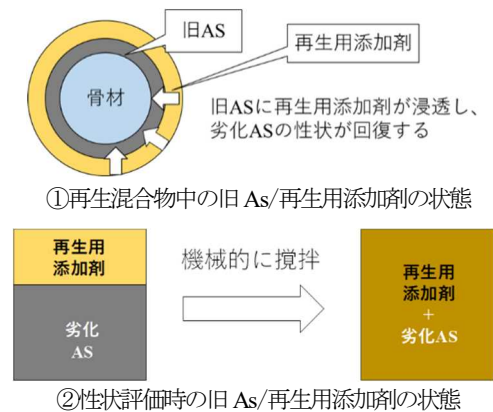 旧AS
再生用添加剤
骨材
旧ASに再生用添加剤が浸透し、
劣化ASの性状が回復する
①再生混合物中の旧 As/再生用添加剤の状態
再生用
添加剤
劣化
AS
機械的に撹拌
再生用
添加剤
+
劣化AS
②性状評価時の旧 As/再生用添加剤の状態